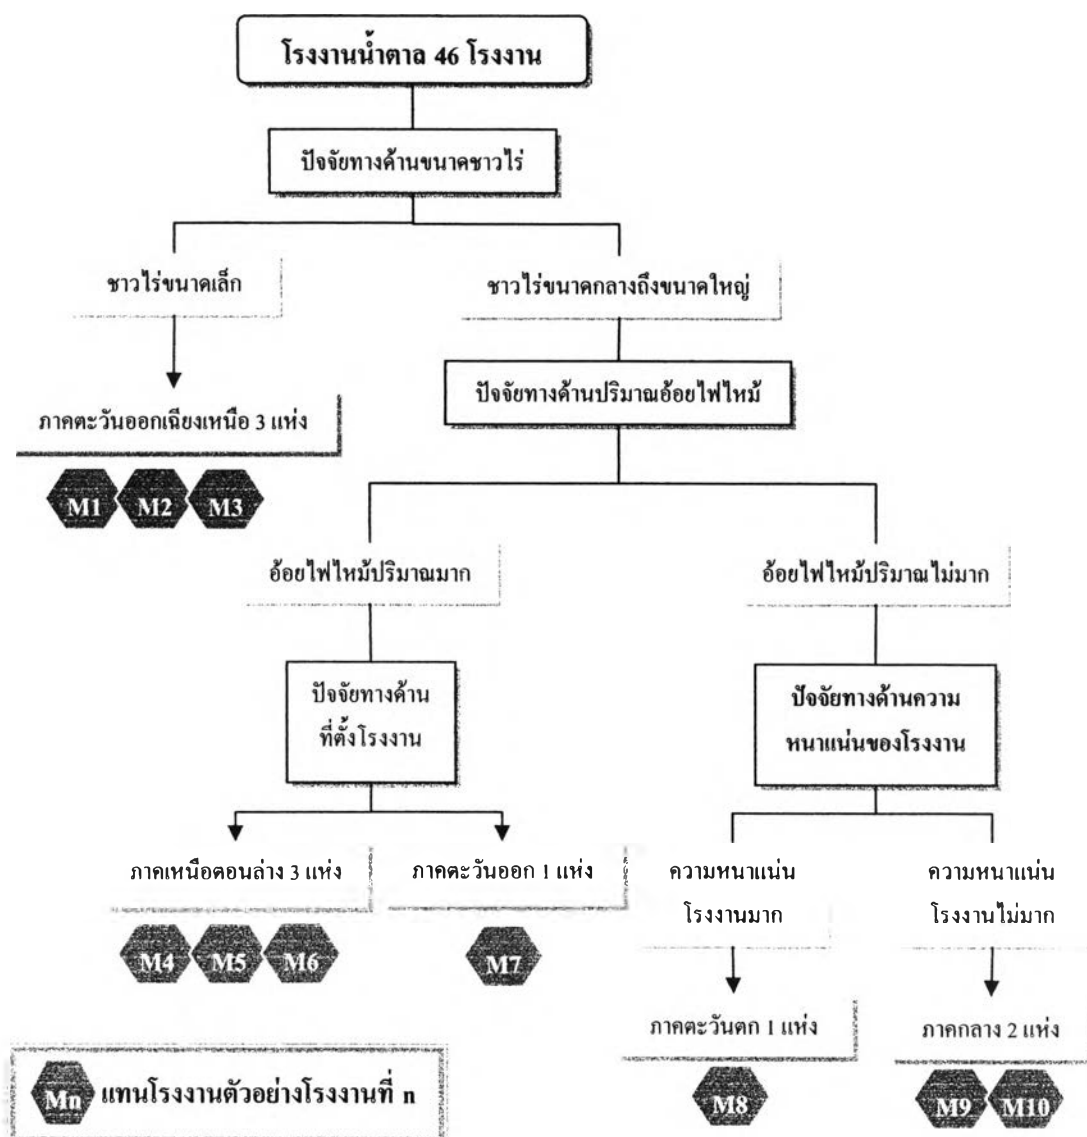 โรงงานน้ำตาล 46 โรงงาน
ปัจจัยทางด้านขนาดชาวไร่
ชาวไร่ขนาดเล็ก
ชาวไร่ขนาดกลางถึงขนาดใหญ่
ปัจจัยทางด้านปริมาณอ้อยไฟไหม้
ภาคตะวันออกเฉียงเหนือ 3 แห่ง
M1 M2 M3
อ้อยไฟไหม้ปริมาณมาก
อ้อยไฟไหม้ปริมาณไม่มาก
ปัจจัยทางด้าน
ที่ตั้งโรงงาน
ปัจจัยทางด้านความ
หนาแน่นของโรงงาน
ภาคเหนือตอนล่าง 3 แห่ง
ภาคตะวันออก 1 แห่ง
ความหนาแน่น
โรงงานมาก
ความหนาแน่น
โรงงานไม่มาก
M4 M5 M6
M7
ภาคตะวันตก 1 แห่ง
ภาคกลาง 2 แห่ง
M8
M9 M10
Mn แทนโรงงานตัวอย่างโรงงานที่ n